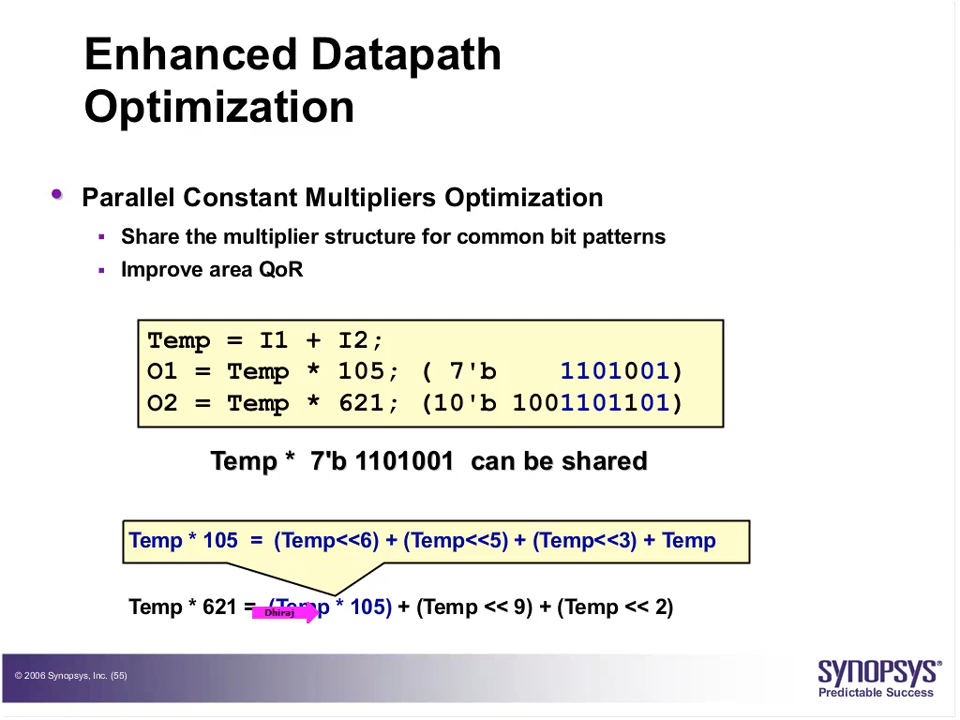 Enhanced Datapath
Optimization
• Parallel Constant Multipliers Optimization
▪ Share the multiplier structure for common bit patterns
▪ Improve area QoR
Temp = I1 + I2;
O1 = Temp * 105; ( 7'b    1101001)
O2 = Temp * 621; (10'b 1001101101)
Temp *  7'b 1101001  can be shared
Temp * 105  =  (Temp<<6) + (Temp<<5) + (Temp<<3) + Temp
Temp * 621 =  (Temp * 105) + (Temp << 9) + (Temp << 2)
Dhiraj
© 2006 Synopsys, Inc. (55)
SYNOPSYS®
Predictable Success